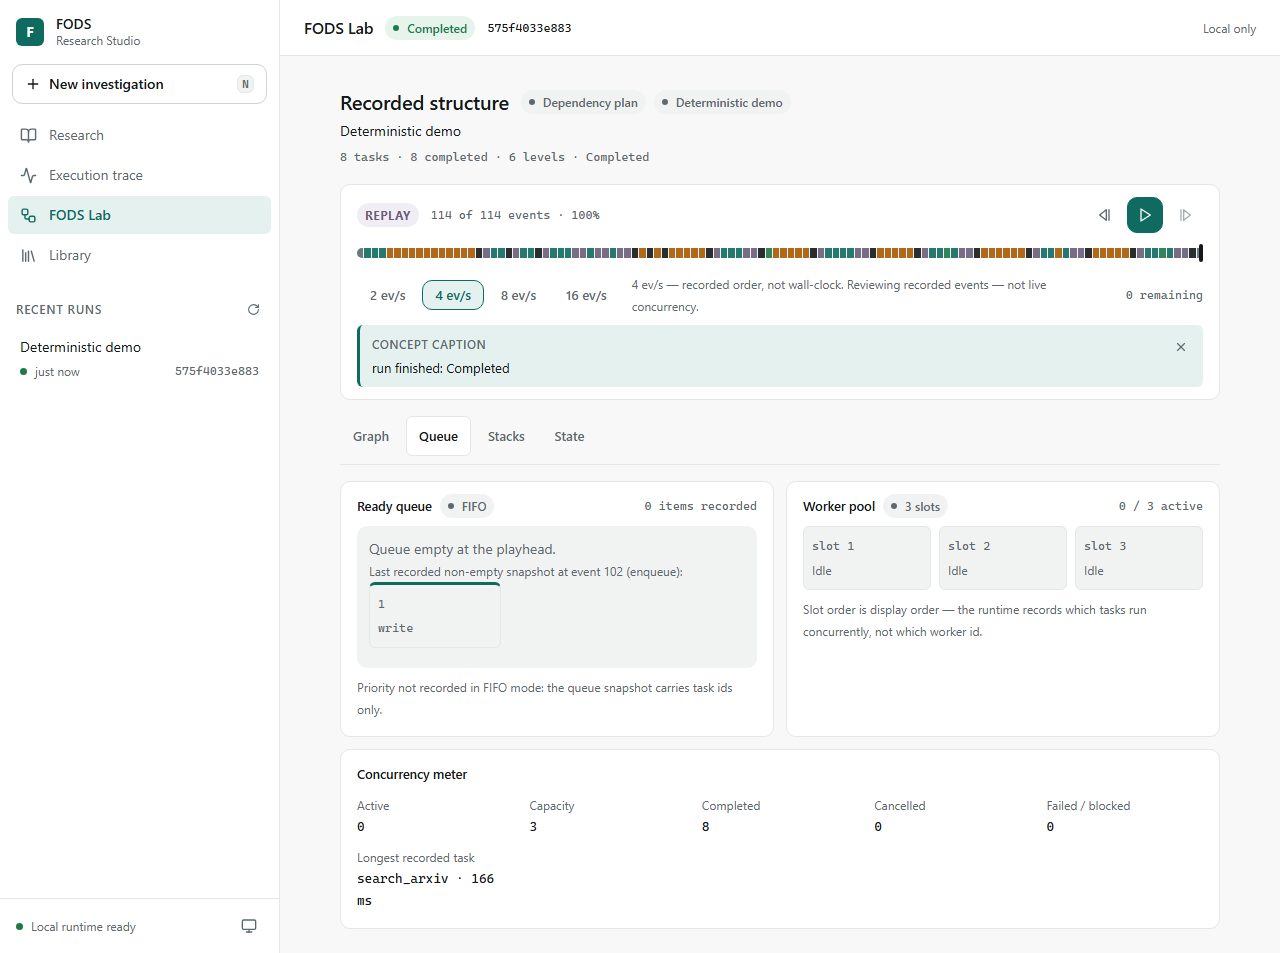 F
FODS
Research Studio
New investigation
N
Research
Execution trace
FODS Lab
Library
RECENT RUNS
Deterministic demo
just now
575f4033e883
Local runtime ready
FODS Lab
Completed
575f4033e883
Local only
Recorded structure
Dependency plan
Deterministic demo
Deterministic demo
8 tasks · 8 completed · 6 levels · Completed
REPLAY
114 of 114 events · 100%
2 ev/s
4 ev/s
8 ev/s
16 ev/s
4 ev/s — recorded order, not wall-clock. Reviewing recorded events — not live
concurrency.
0 remaining
CONCEPT CAPTION
run finished: Completed
Graph
Queue
Stacks
State
Ready queue
FIFO
0 items recorded
Queue empty at the playhead.
Last recorded non-empty snapshot at event 102 (enqueue):
1
write
Priority not recorded in FIFO mode: the queue snapshot carries task ids
only.
Worker pool
3 slots
0 / 3 active
slot 1
Idle
slot 2
Idle
slot 3
Idle
Slot order is display order — the runtime records which tasks run
concurrently, not which worker id.
Concurrency meter
Active
0
Capacity
3
Completed
8
Cancelled
0
Failed / blocked
0
Longest recorded task
search_arxiv · 166
ms